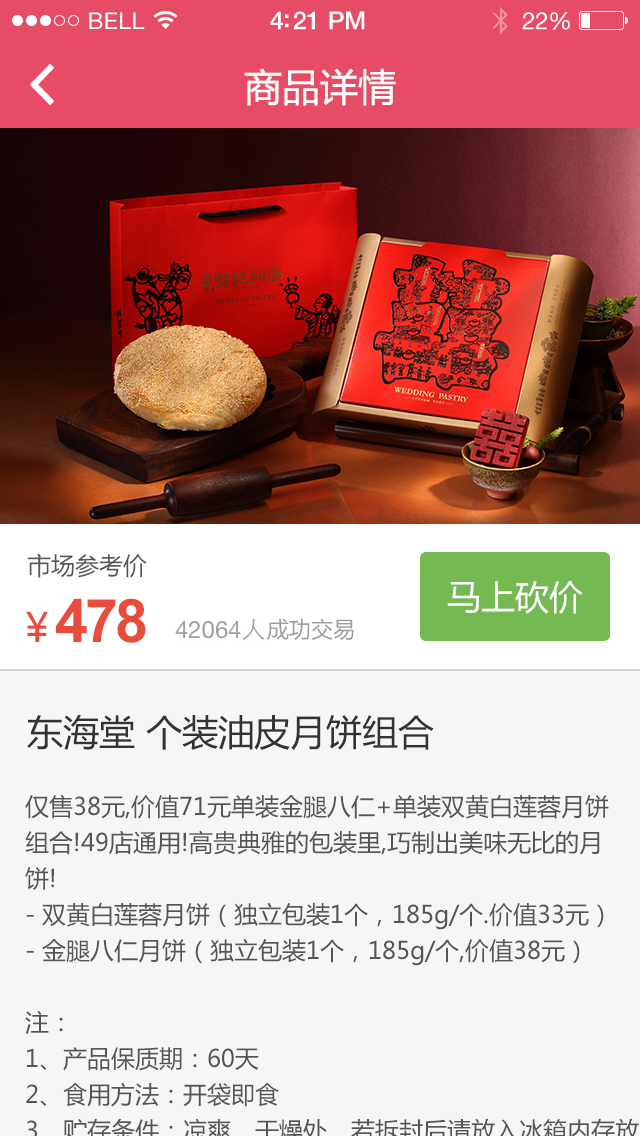 BELL 4:21 PM 22%
商品详情
WEDDING PASTRY
WEDDING PASTRY
囍
市场参考价
¥478 42064人成功交易
马上砍价
东海堂 个装油皮月饼组合
仅售38元,价值71元单装金腿八仁+单装双黄白莲蓉月饼
组合!49店通用!高贵典雅的包装里,巧制出美味无比的月
饼!
- 双黄白莲蓉月饼（独立包装1个，185g/个.价值33元）
- 金腿八仁月饼（独立包装1个，185g/个,价值38元）
注：
1、产品保质期：60天
2、食用方法：开袋即食
3、贮存条件：凉爽、干燥处，若拆封后请放入冰箱内存放